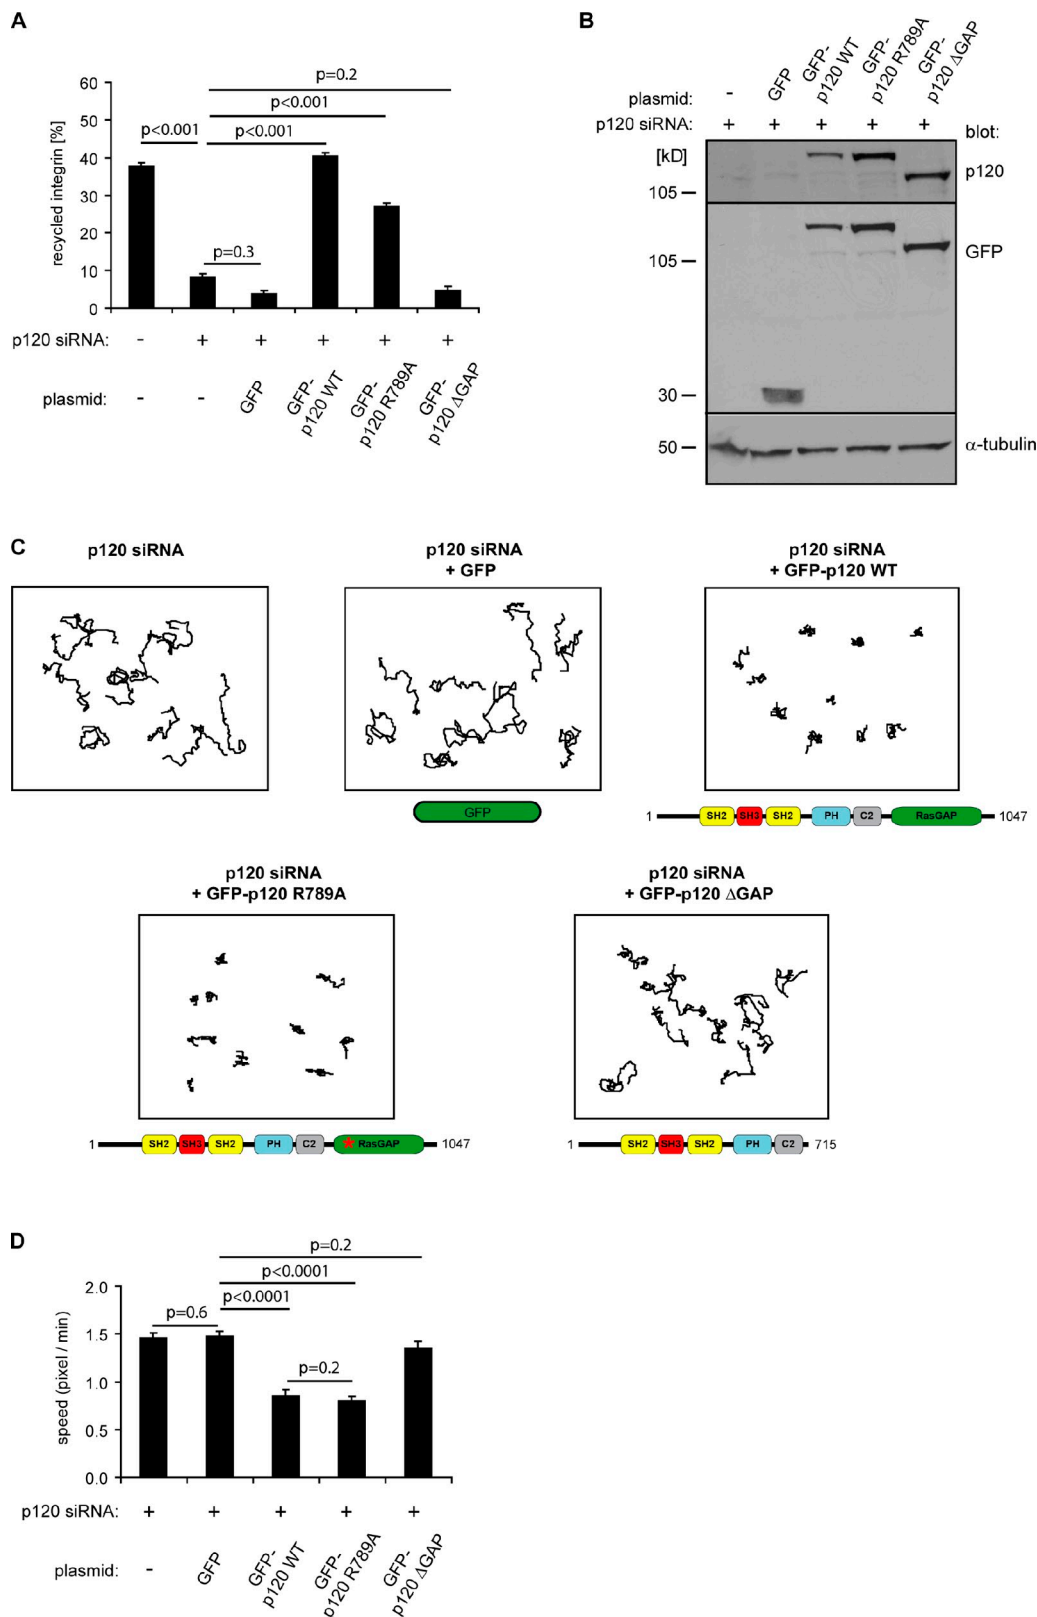 A
recycled integrin [%]
60
50
40
30
20
10
0
p=0.2
p<0.001
p<0.001
p<0.001
p=0.3
p120 siRNA: - + + + + +
plasmid: - - GFP GFP-p120 WT GFP-p120 R789A GFP-p120 ΔGAP
B
plasmid: - GFP GFP-p120 WT GFP-p120 R789A GFP-p120 ΔGAP
p120 siRNA: + + + + +
blot:
[kD]
p120
105
GFP
105
30
50
α-tubulin
C
p120 siRNA
p120 siRNA
+ GFP
GFP
p120 siRNA
+ GFP-p120 WT
1 SH2 SH3 SH2 PH C2 RasGAP 1047
p120 siRNA
+ GFP-p120 R789A
1 SH2 SH3 SH2 PH C2 * RasGAP 1047
p120 siRNA
+ GFP-p120 ΔGAP
1 SH2 SH3 SH2 PH C2 715
D
speed (pixel / min)
2.0
1.5
1.0
0.5
0.0
p=0.2
p<0.0001
p<0.0001
p=0.6
p=0.2
p120 siRNA: + + + + +
plasmid: - GFP GFP-p120 WT GFP-p120 R789A GFP-p120 ΔGAP